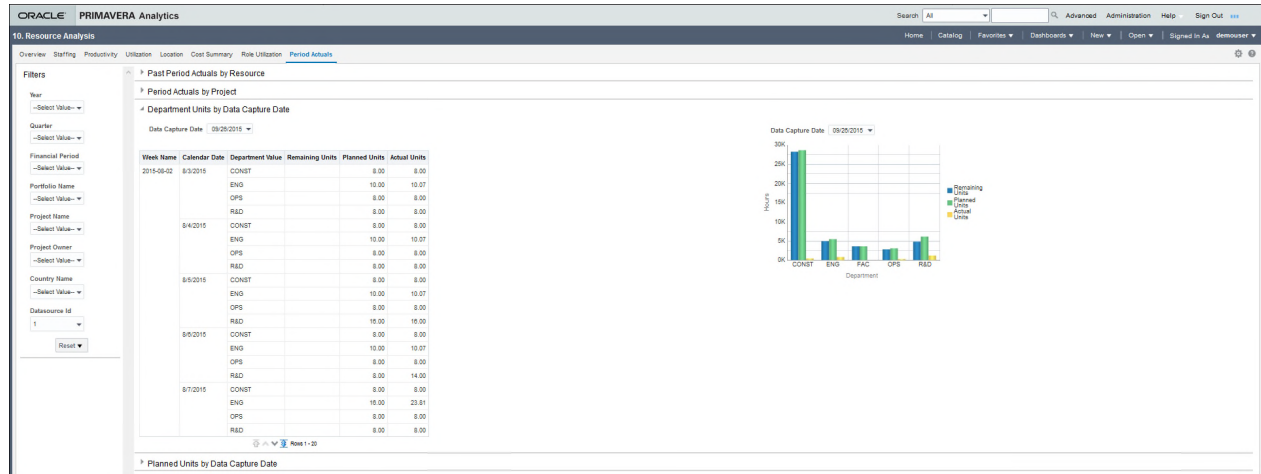 ORACLE PRIMAVERA Analytics
Search All Advanced Administration Help Sign Out
10. Resource Analysis
Home Catalog Favorites Dashboards New Open Signed In As demouser
Overview Staffing Productivity Utilization Location Cost Summary Role Utilization Period Actuals
Filters
Year
--Select Value--
Quarter
--Select Value--
Financial Period
--Select Value--
Portfolio Name
--Select Value--
Project Name
--Select Value--
Project Owner
--Select Value--
Country Name
--Select Value--
Datasource Id
1
Reset
Past Period Actuals by Resource
Period Actuals by Project
Department Units by Data Capture Date
Data Capture Date 09/26/2015
Week Name Calendar Date Department Value Remaining Units Planned Units Actual Units
2015-08-02 8/3/2015 CONST 8.00 8.00
ENG 10.00 10.07
OPS 8.00 8.00
R&D 8.00 8.00
8/4/2015 CONST 8.00 8.00
ENG 10.00 10.07
OPS 8.00 8.00
R&D 8.00 8.00
8/5/2015 CONST 8.00 8.00
ENG 10.00 10.07
OPS 8.00 8.00
R&D 16.00 16.00
8/6/2015 CONST 8.00 8.00
ENG 10.00 10.07
OPS 8.00 8.00
R&D 8.00 14.00
8/7/2015 CONST 8.00 8.00
ENG 16.00 23.81
OPS 8.00 8.00
R&D 8.00 8.00
Rows 1 - 20
Data Capture Date 09/26/2015
30K
25K
20K
15K
10K
5K
0K
Hours
CONST ENG FAC OPS R&D
Department
Remaining
Units
Planned
Units
Actual
Units
Planned Units by Data Capture Date